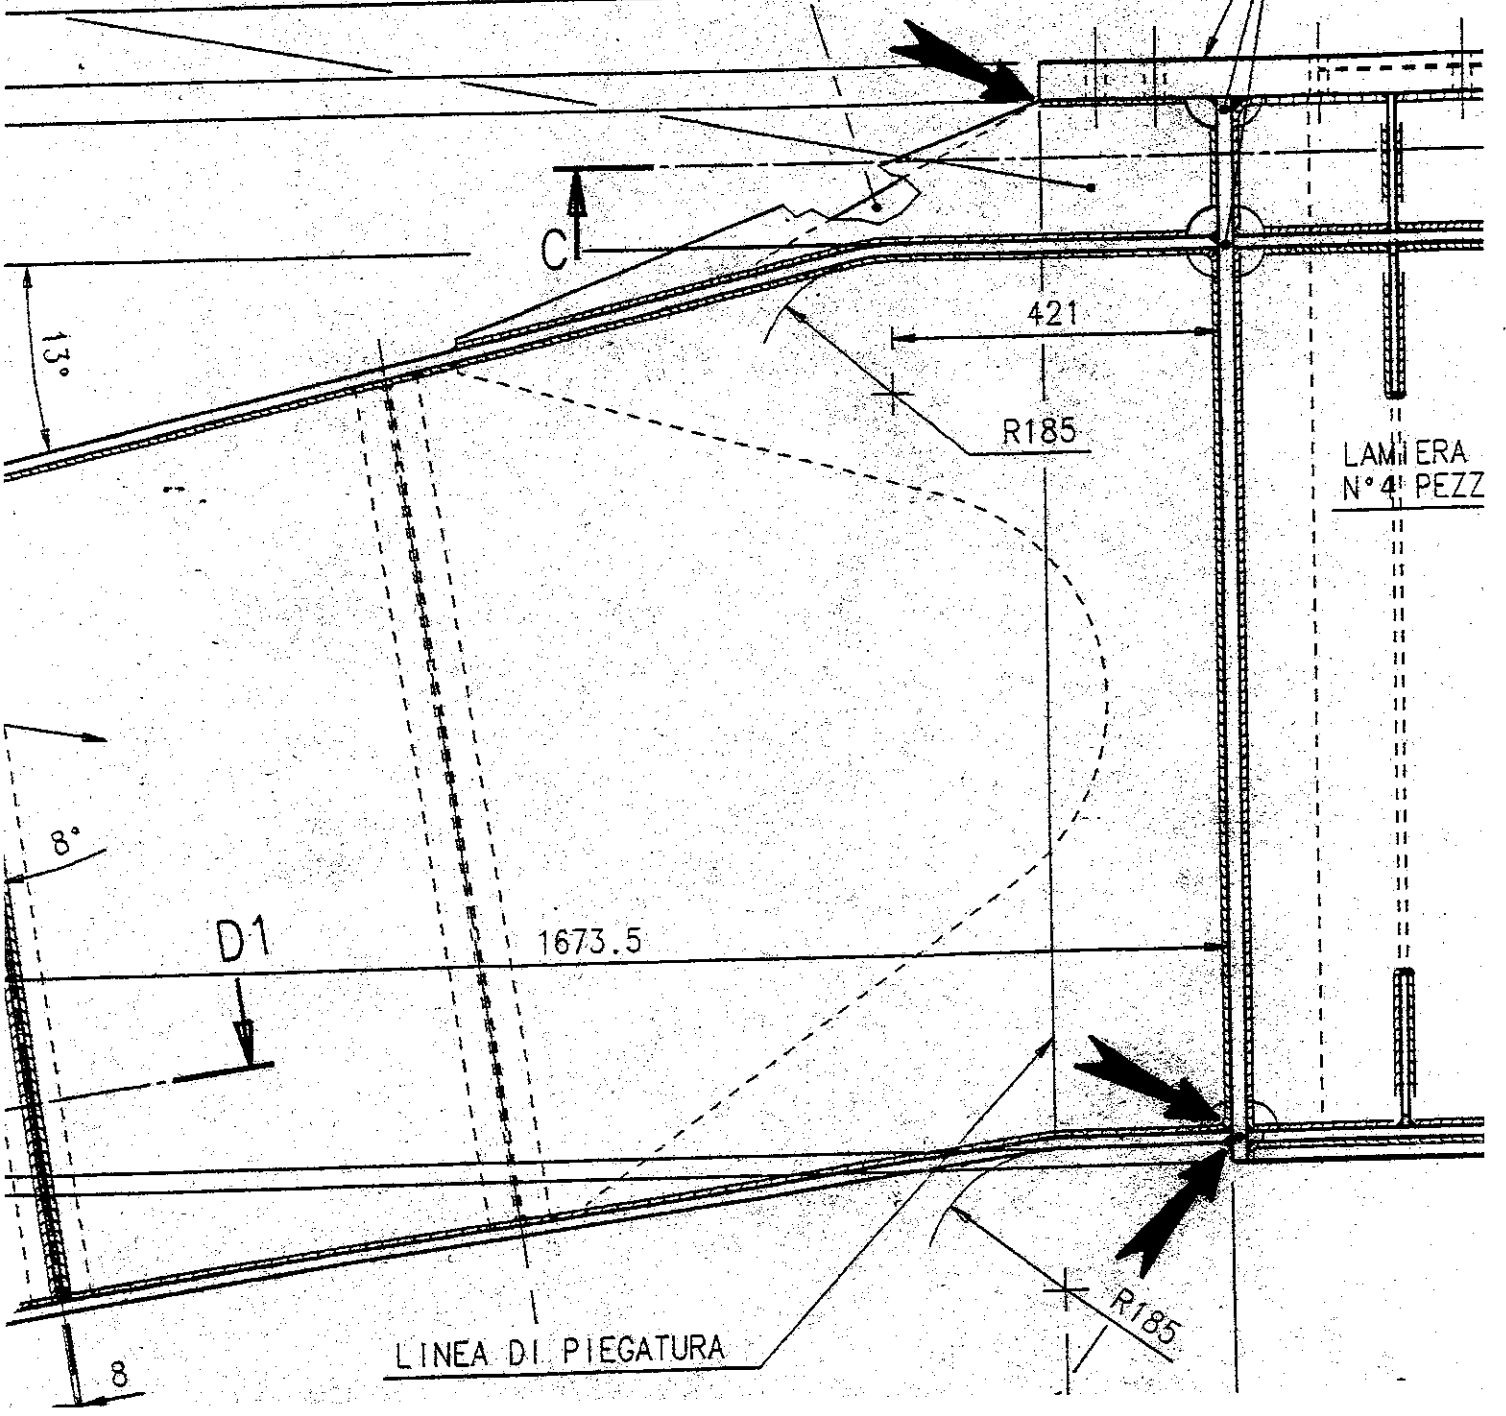 C
13°
421
R185
LAMIERA
N°4 PEZZ
8°
D1
1673.5
R185
LINEA DI PIEGATURA
8